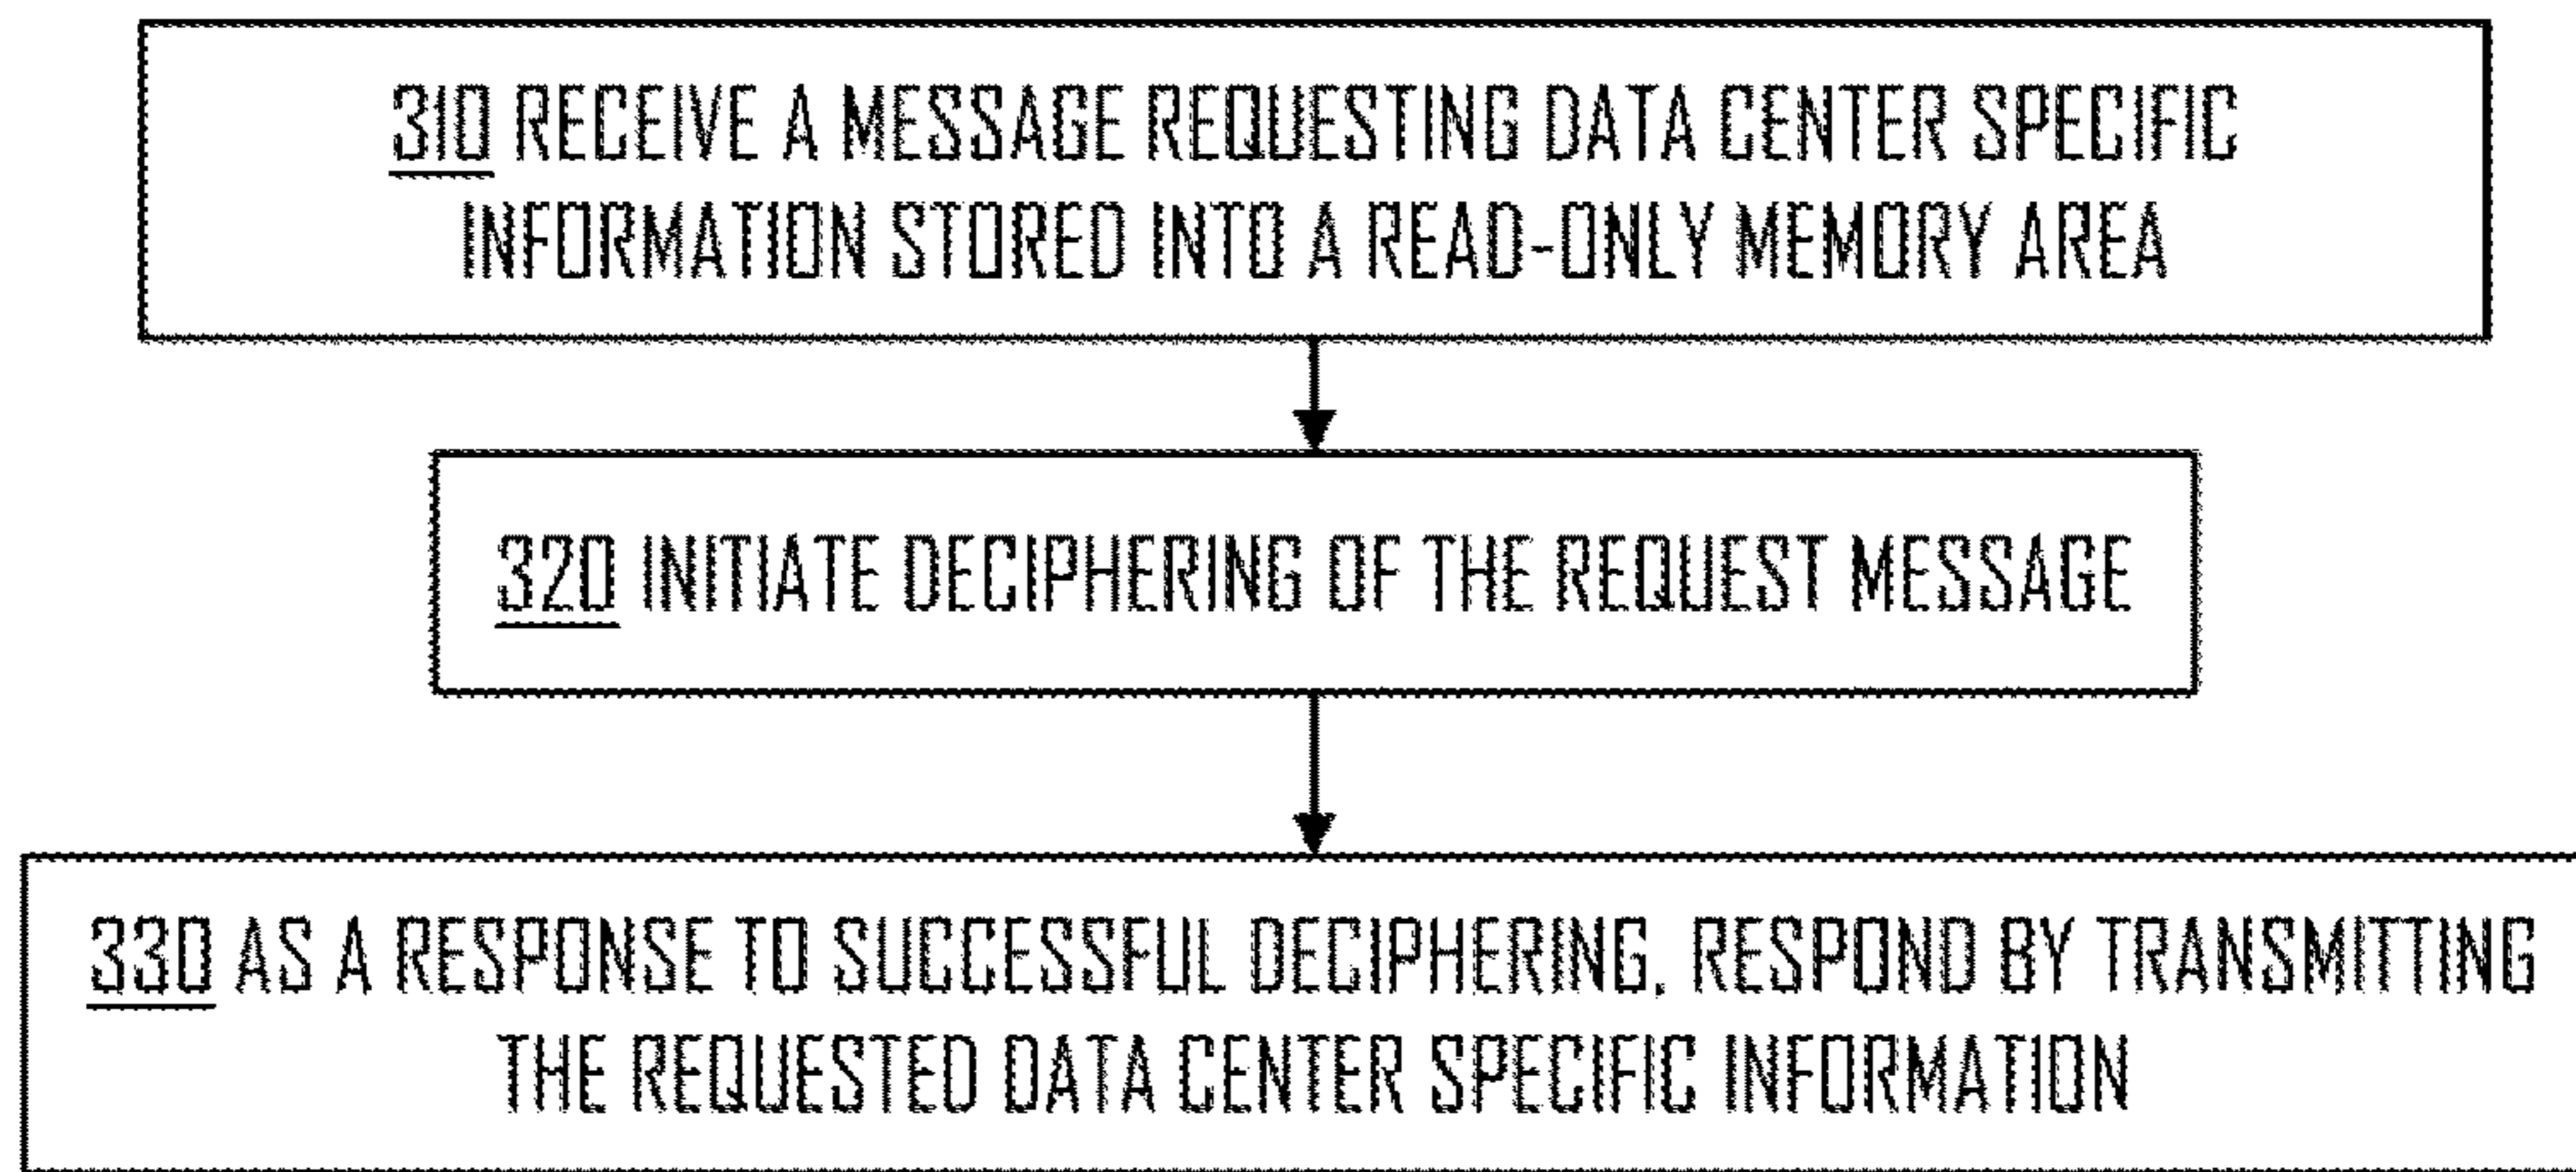 310 RECEIVE A MESSAGE REQUESTING DATA CENTER SPECIFIC
INFORMATION STORED INTO A READ-ONLY MEMORY AREA
320 INITIATE DECIPHERING OF THE REQUEST MESSAGE
330 AS A RESPONSE TO SUCCESSFUL DECIPHERING, RESPOND BY TRANSMITTING
THE REQUESTED DATA CENTER SPECIFIC INFORMATION